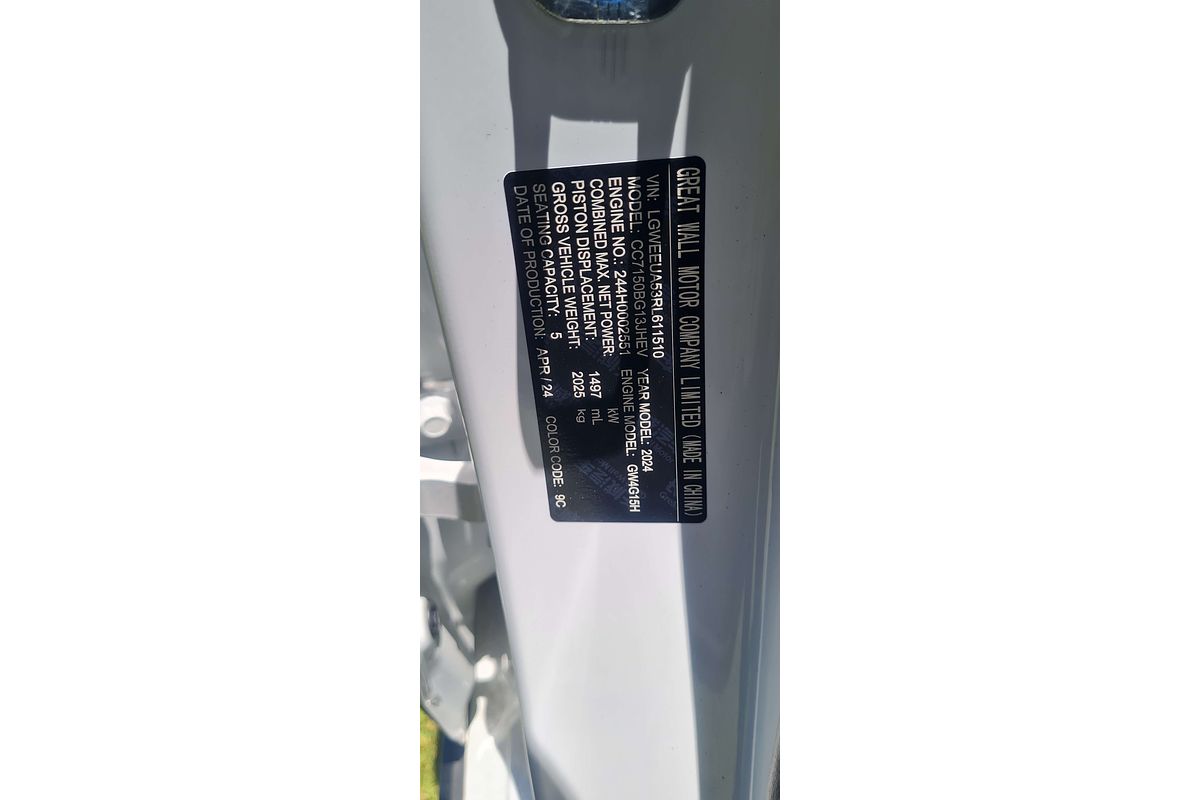 GREAT WALL MOTOR COMPANY LIMITED (MADE IN CHINA)
VIN: LGWEEUA53RL611510 YEAR MODEL: 2024
MODEL: CC7150BG13JHEV ENGINE MODEL: GW4G15H
ENGINE NO.: 244H0002551
COMBINED MAX. NET POWER: kW
PISTON DISPLACEMENT: 1497 mL
GROSS VEHICLE WEIGHT: 2025 kg
SEATING CAPACITY: 5
DATE OF PRODUCTION: APR / 24 COLOR CODE: 9C